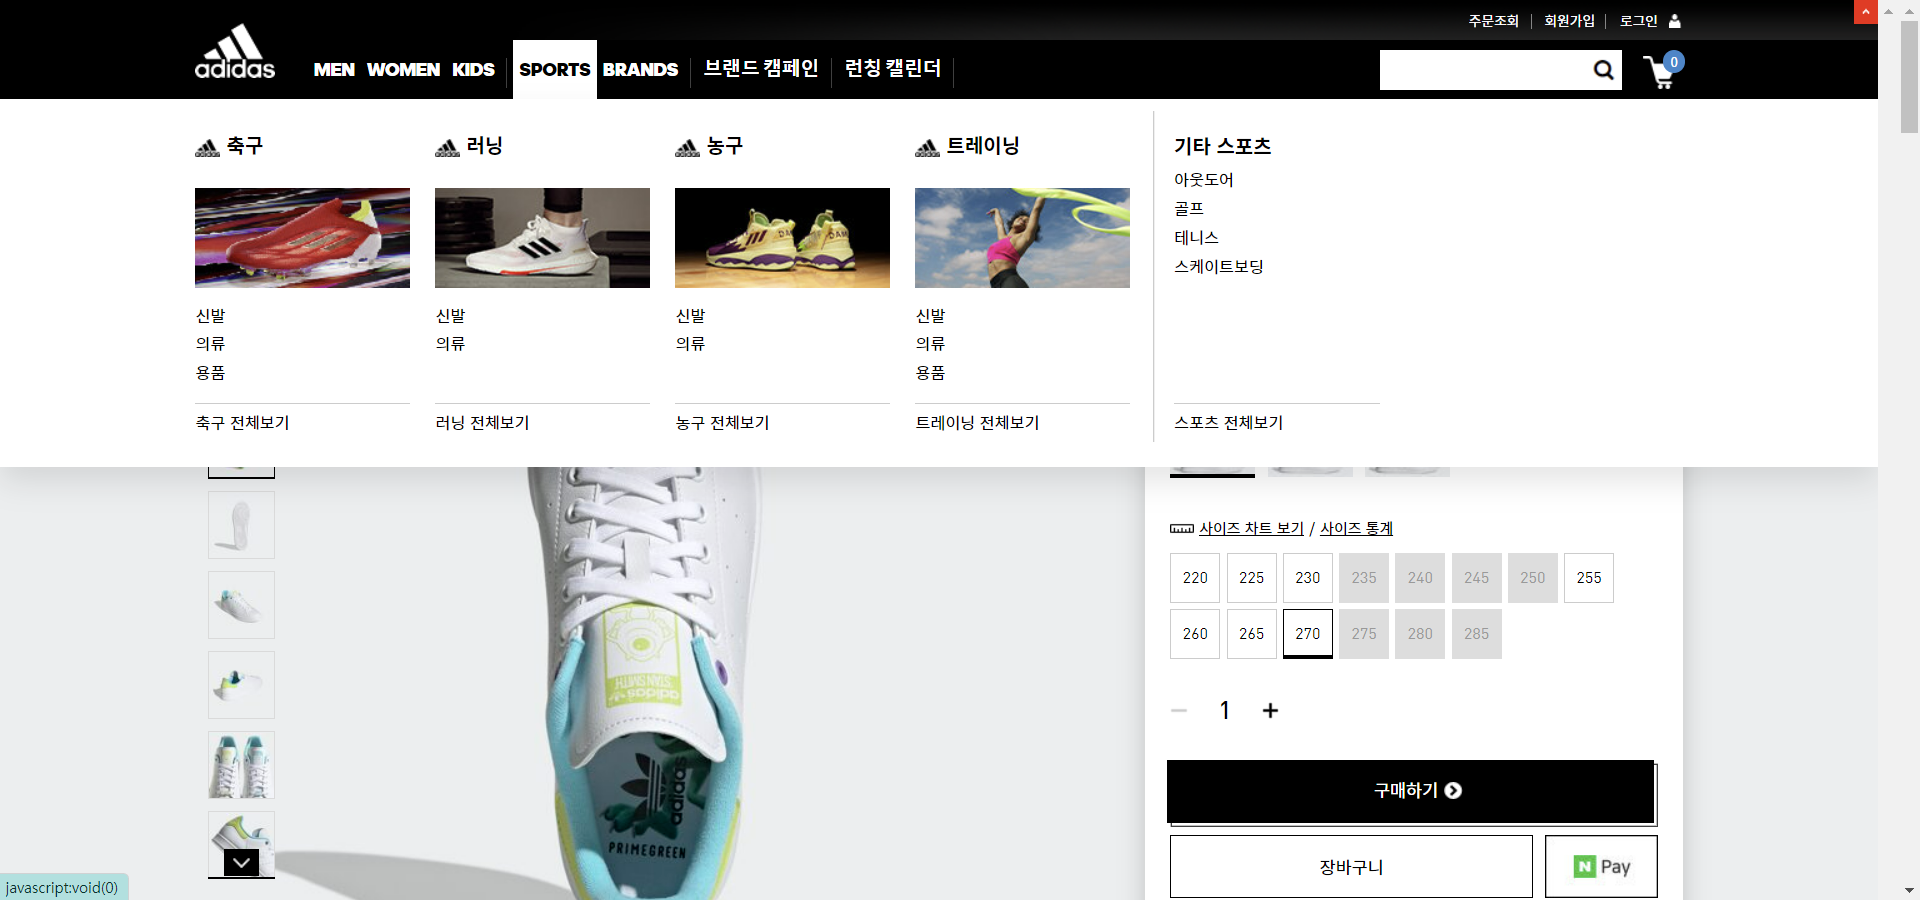 주문조회 회원가입 로그인
adidas
MEN WOMEN KIDS SPORTS BRANDS 브랜드 캠페인 런칭 캘린더
0
축구 러닝 농구 트레이닝 기타 스포츠
아웃도어
골프
테니스
스케이트보딩
신발 신발 신발 신발
의류 의류 의류 의류
용품 용품
축구 전체보기 러닝 전체보기 농구 전체보기 트레이닝 전체보기 스포츠 전체보기
사이즈 차트 보기 / 사이즈 통계
220 225 230 235 240 245 250 255
260 265 270 275 280 285
STAN SMITH
adidas
1
adidas
PRIMEGREEN
구매하기
장바구니 N Pay
javascript:void(0)